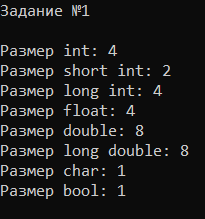 Задание №1
Размер int: 4
Размер short int: 2
Размер long int: 4
Размер float: 4
Размер double: 8
Размер long double: 8
Размер char: 1
Размер bool: 1